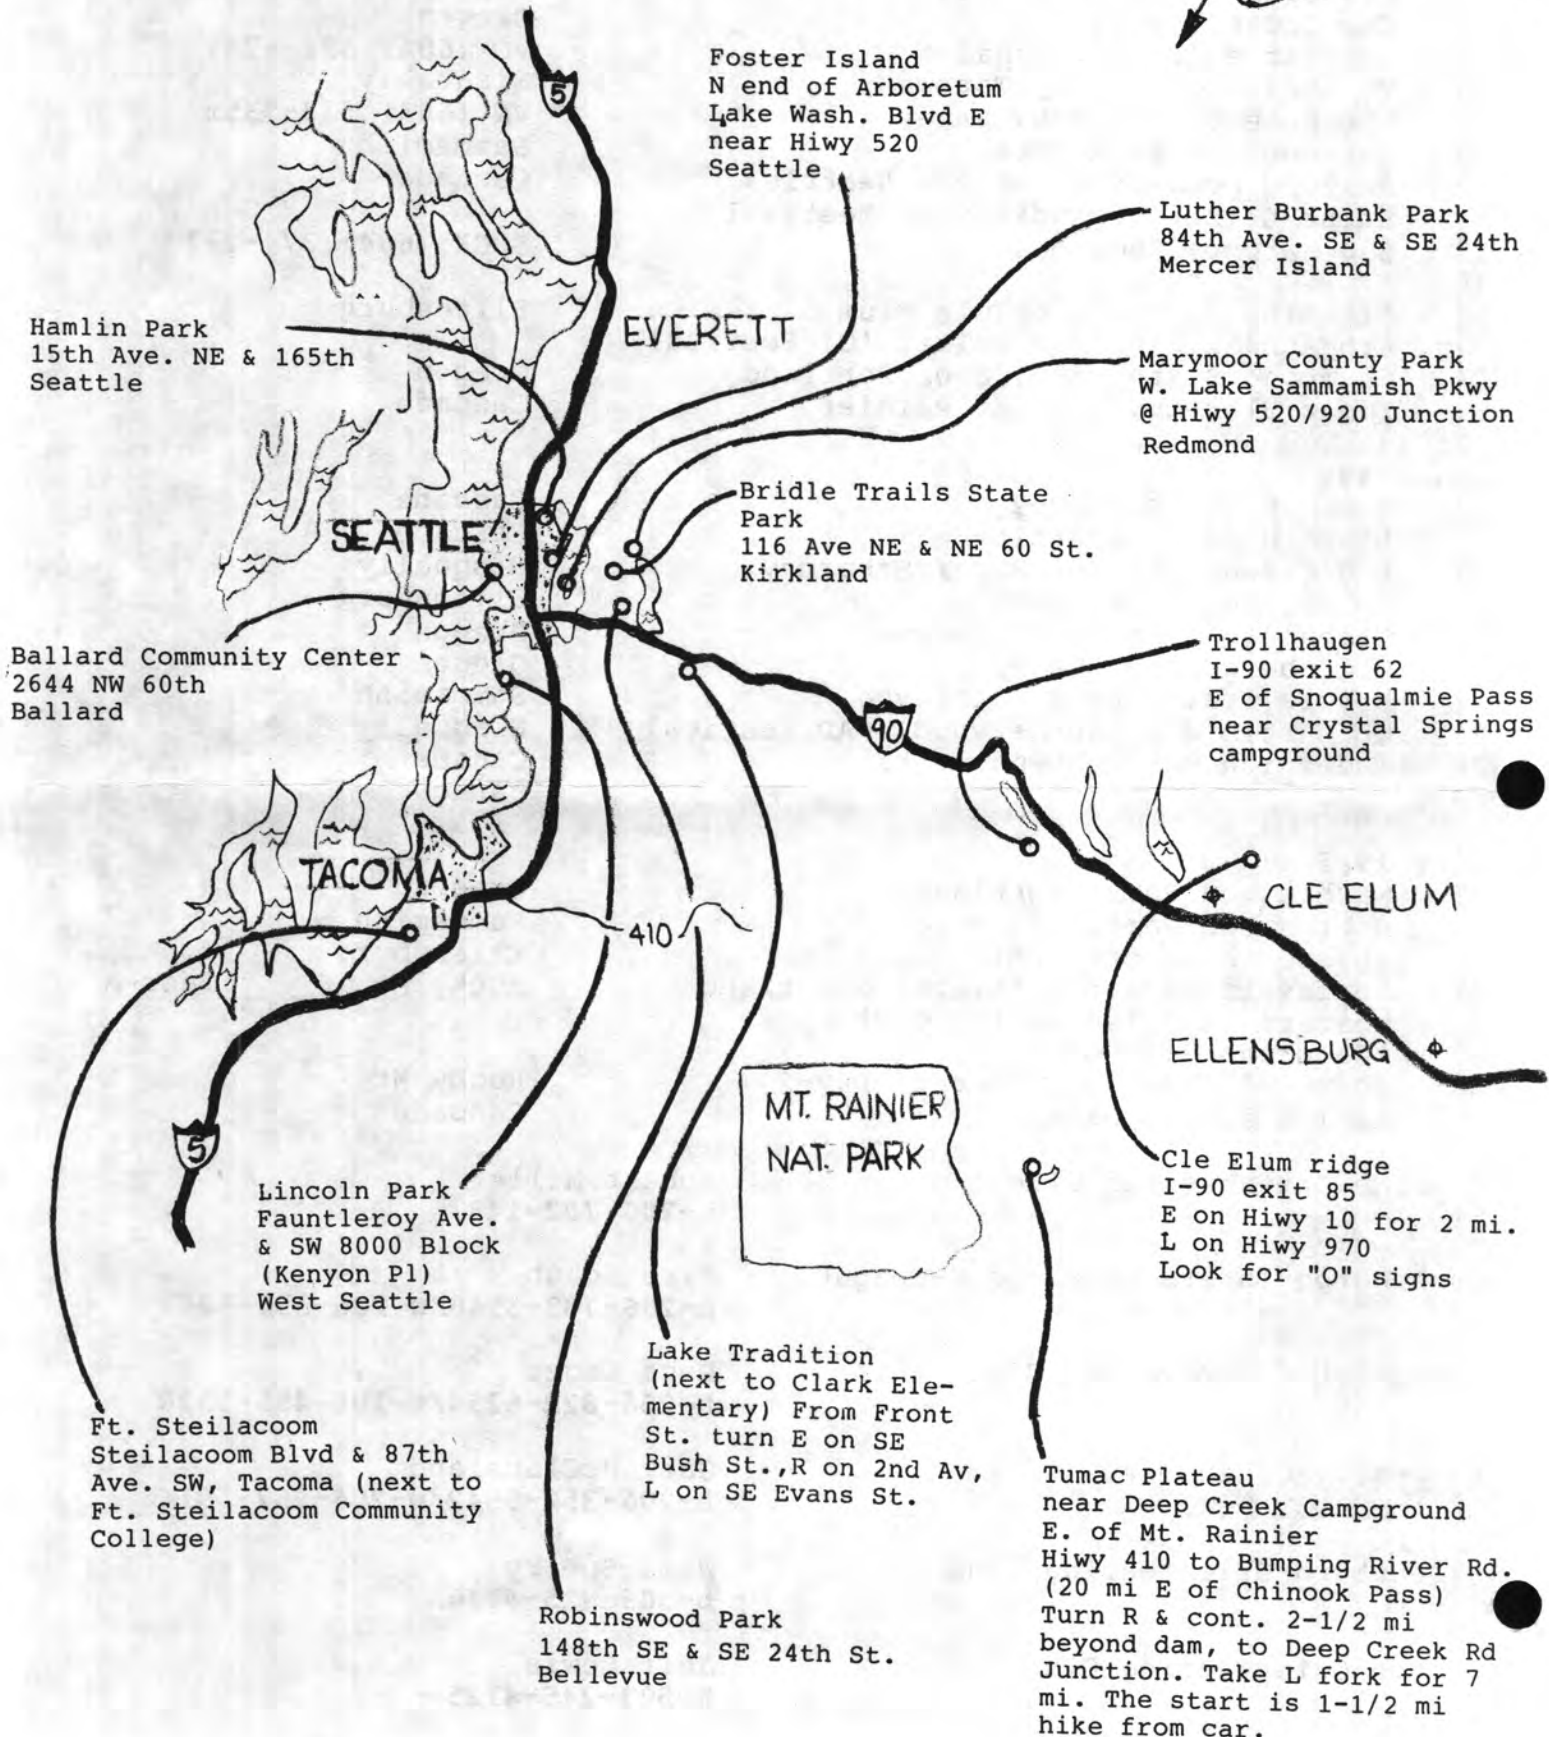 5
Foster Island
N end of Arboretum
Lake Wash. Blvd E
near Hiwy 520
Seattle
Luther Burbank Park
84th Ave. SE & SE 24th
Mercer Island
Hamlin Park
15th Ave. NE & 165th
Seattle
EVERETT
Marymoor County Park
W. Lake Sammamish Pkwy
@ Hiwy 520/920 Junction
Redmond
Bridle Trails State
Park
116 Ave NE & NE 60 St.
Kirkland
SEATTLE
Ballard Community Center
2644 NW 60th
Ballard
Trollhaugen
I-90 exit 62
E of Snoqualmie Pass
near Crystal Springs
campground
90
TACOMA
CLE ELUM
410
ELLENSBURG
MT. RAINIER
NAT. PARK
5
Cle Elum ridge
I-90 exit 85
E on Hiwy 10 for 2 mi.
L on Hiwy 970
Look for "O" signs
Lincoln Park
Fauntleroy Ave.
& SW 8000 Block
(Kenyon Pl)
West Seattle
Lake Tradition
(next to Clark Ele-
mentary) From Front
St. turn E on SE
Bush St.,R on 2nd Av,
L on SE Evans St.
Ft. Steilacoom
Steilacoom Blvd & 87th
Ave. SW, Tacoma (next to
Ft. Steilacoom Community
College)
Tumac Plateau
near Deep Creek Campground
E. of Mt. Rainier
Hiwy 410 to Bumping River Rd.
(20 mi E of Chinook Pass)
Turn R & cont. 2-1/2 mi
beyond dam, to Deep Creek Rd
Junction. Take L fork for 7
mi. The start is 1-1/2 mi
hike from car.
Robinswood Park
148th SE & SE 24th St.
Bellevue